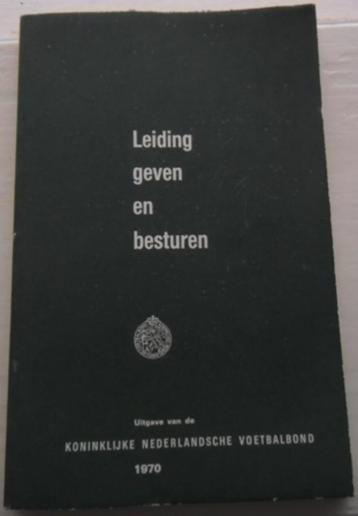 Leiding
geven
en
besturen
Uitgave van de
KONINKLIJKE NEDERLANDSCHE VOETBALBOND
1970